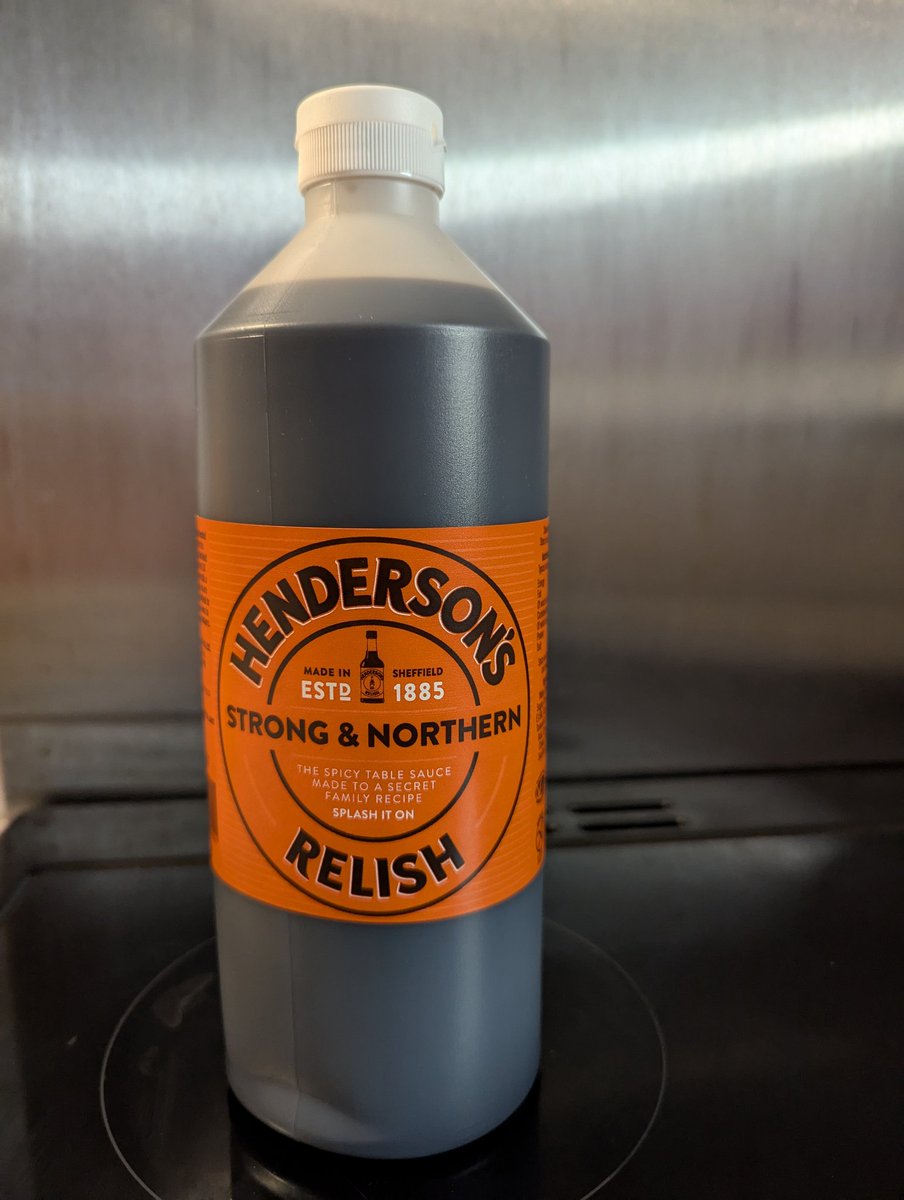 HENDERSON'S
MADE IN SHEFFIELD
ESTD 1885
STRONG & NORTHERN
THE SPICY TABLE SAUCE
MADE TO A SECRET
FAMILY RECIPE
SPLASH IT ON
RELISH